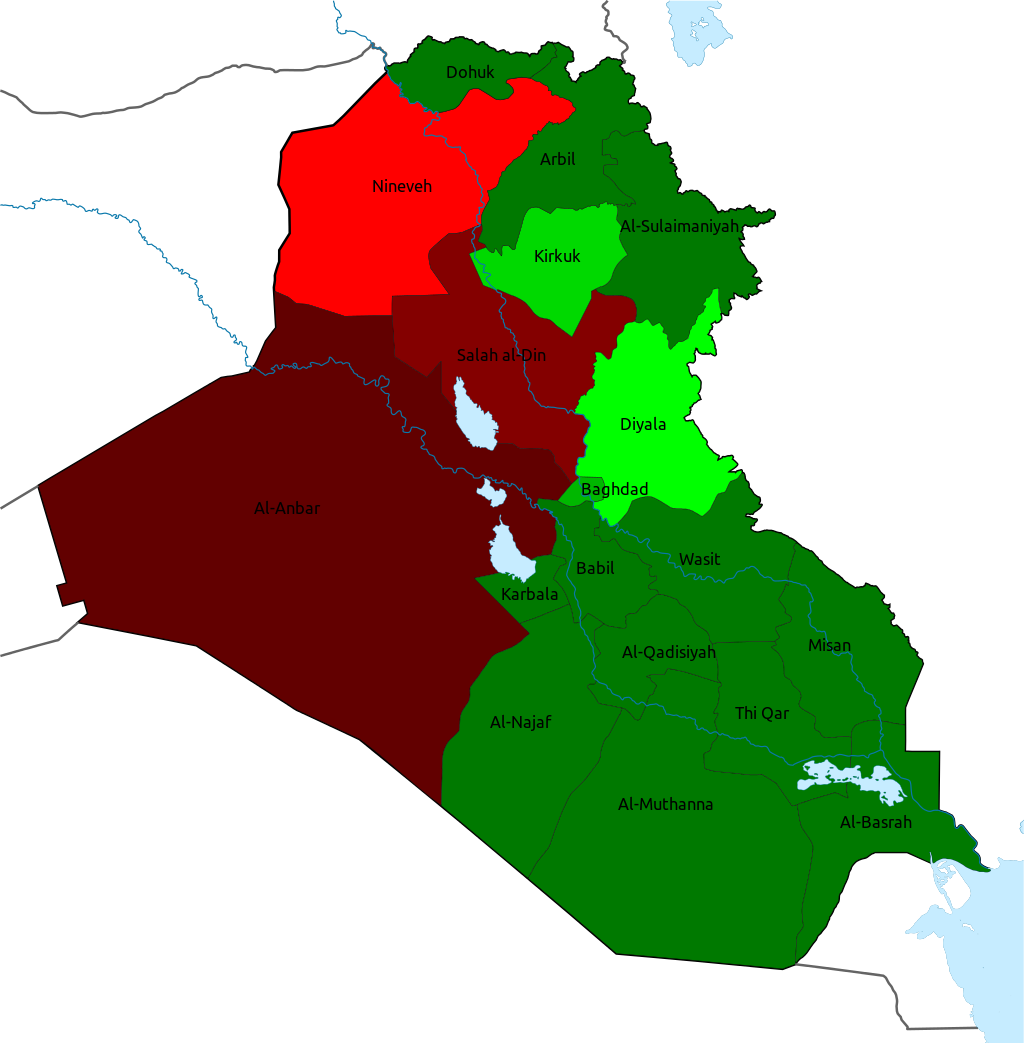 Dohuk
Arbil
Nineveh
Al-Sulaimaniyah
Kirkuk
Salah al-Din
Diyala
Baghdad
Al-Anbar
Wasit
Babil
Karbala
Misan
Al-Qadisiyah
Thi Qar
Al-Najaf
Al-Muthanna
Al-Basrah